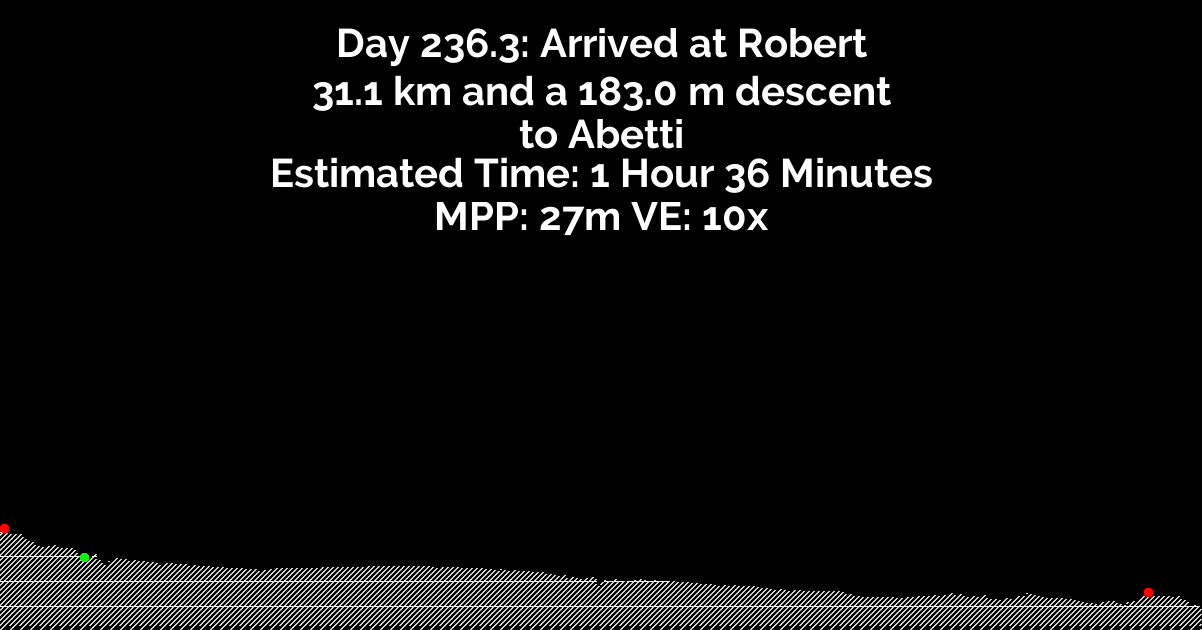 Day 236.3: Arrived at Robert
31.1 km and a 183.0 m descent
to Abetti
Estimated Time: 1 Hour 36 Minutes
MPP: 27m VE: 10x